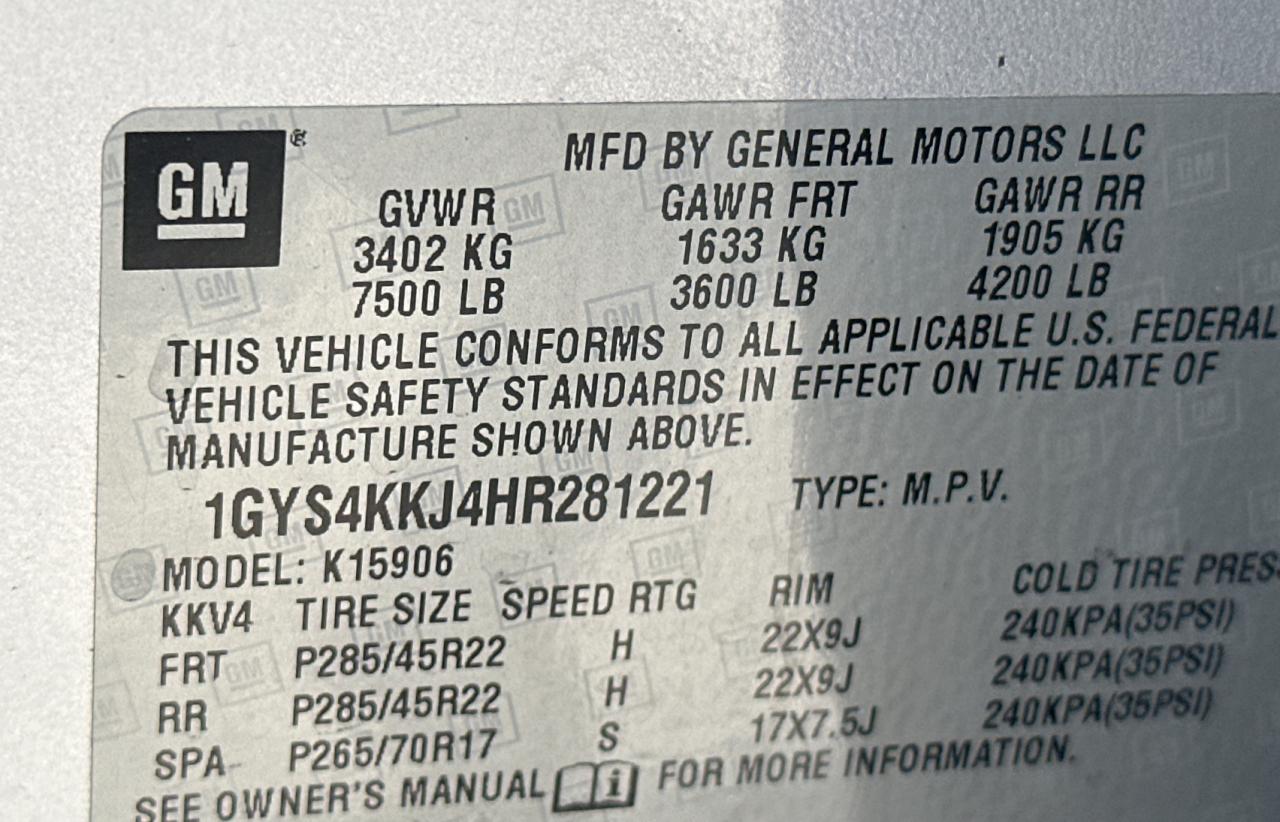 GM ®
MFD BY GENERAL MOTORS LLC
GVWR GAWR FRT GAWR RR
3402 KG 1633 KG 1905 KG
7500 LB 3600 LB 4200 LB
THIS VEHICLE CONFORMS TO ALL APPLICABLE U.S. FEDERAL
VEHICLE SAFETY STANDARDS IN EFFECT ON THE DATE OF
MANUFACTURE SHOWN ABOVE.
1GYS4KKJ4HR281221 TYPE: M.P.V.
MODEL: K15906
KKV4 TIRE SIZE SPEED RTG RIM COLD TIRE PRES
FRT P285/45R22 H 22X9J 240KPA(35PSI)
RR P285/45R22 H 22X9J 240KPA(35PSI)
SPA P265/70R17 S 17X7.5J 240KPA(35PSI)
SEE OWNER'S MANUAL i FOR MORE INFORMATION.